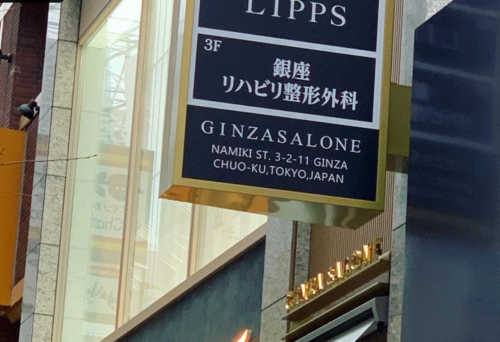 LIPPS
3F
銀座
リハビリ整形外科
GINZASALONE
NAMIKI ST. 3-2-11 GINZA
CHUO-KU,TOKYO,JAPAN